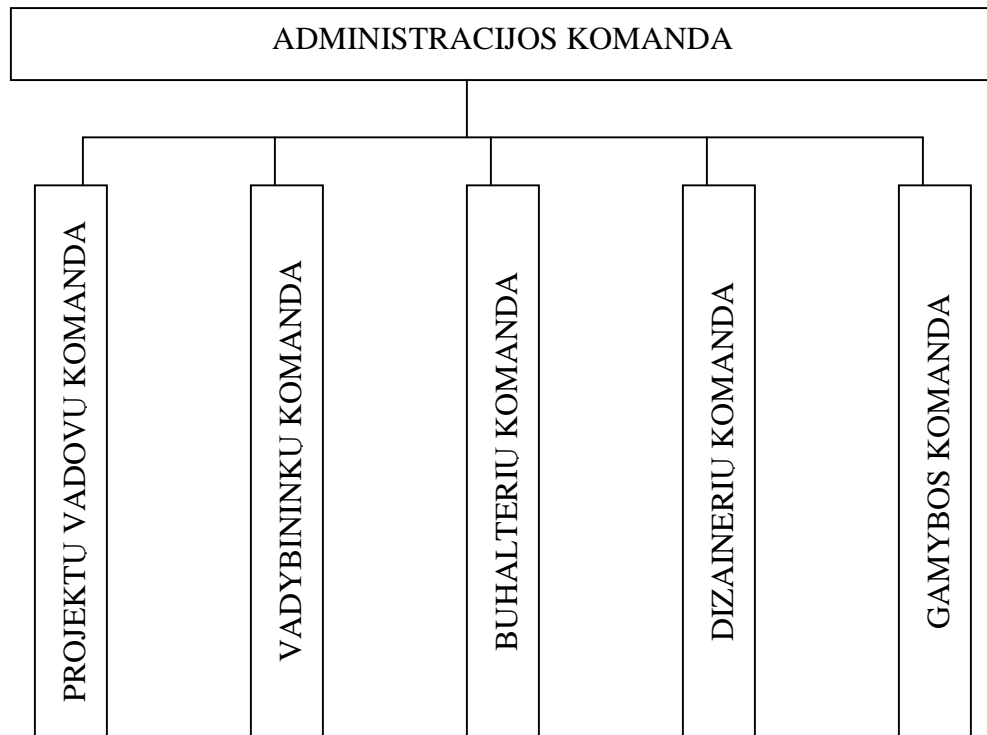 ADMINISTRACIJOS KOMANDA
PROJEKTŲ VADOVŲ KOMANDA
VADYBININKŲ KOMANDA
BUHALTERIŲ KOMANDA
DIZAINERIŲ KOMANDA
GAMYBOS KOMANDA